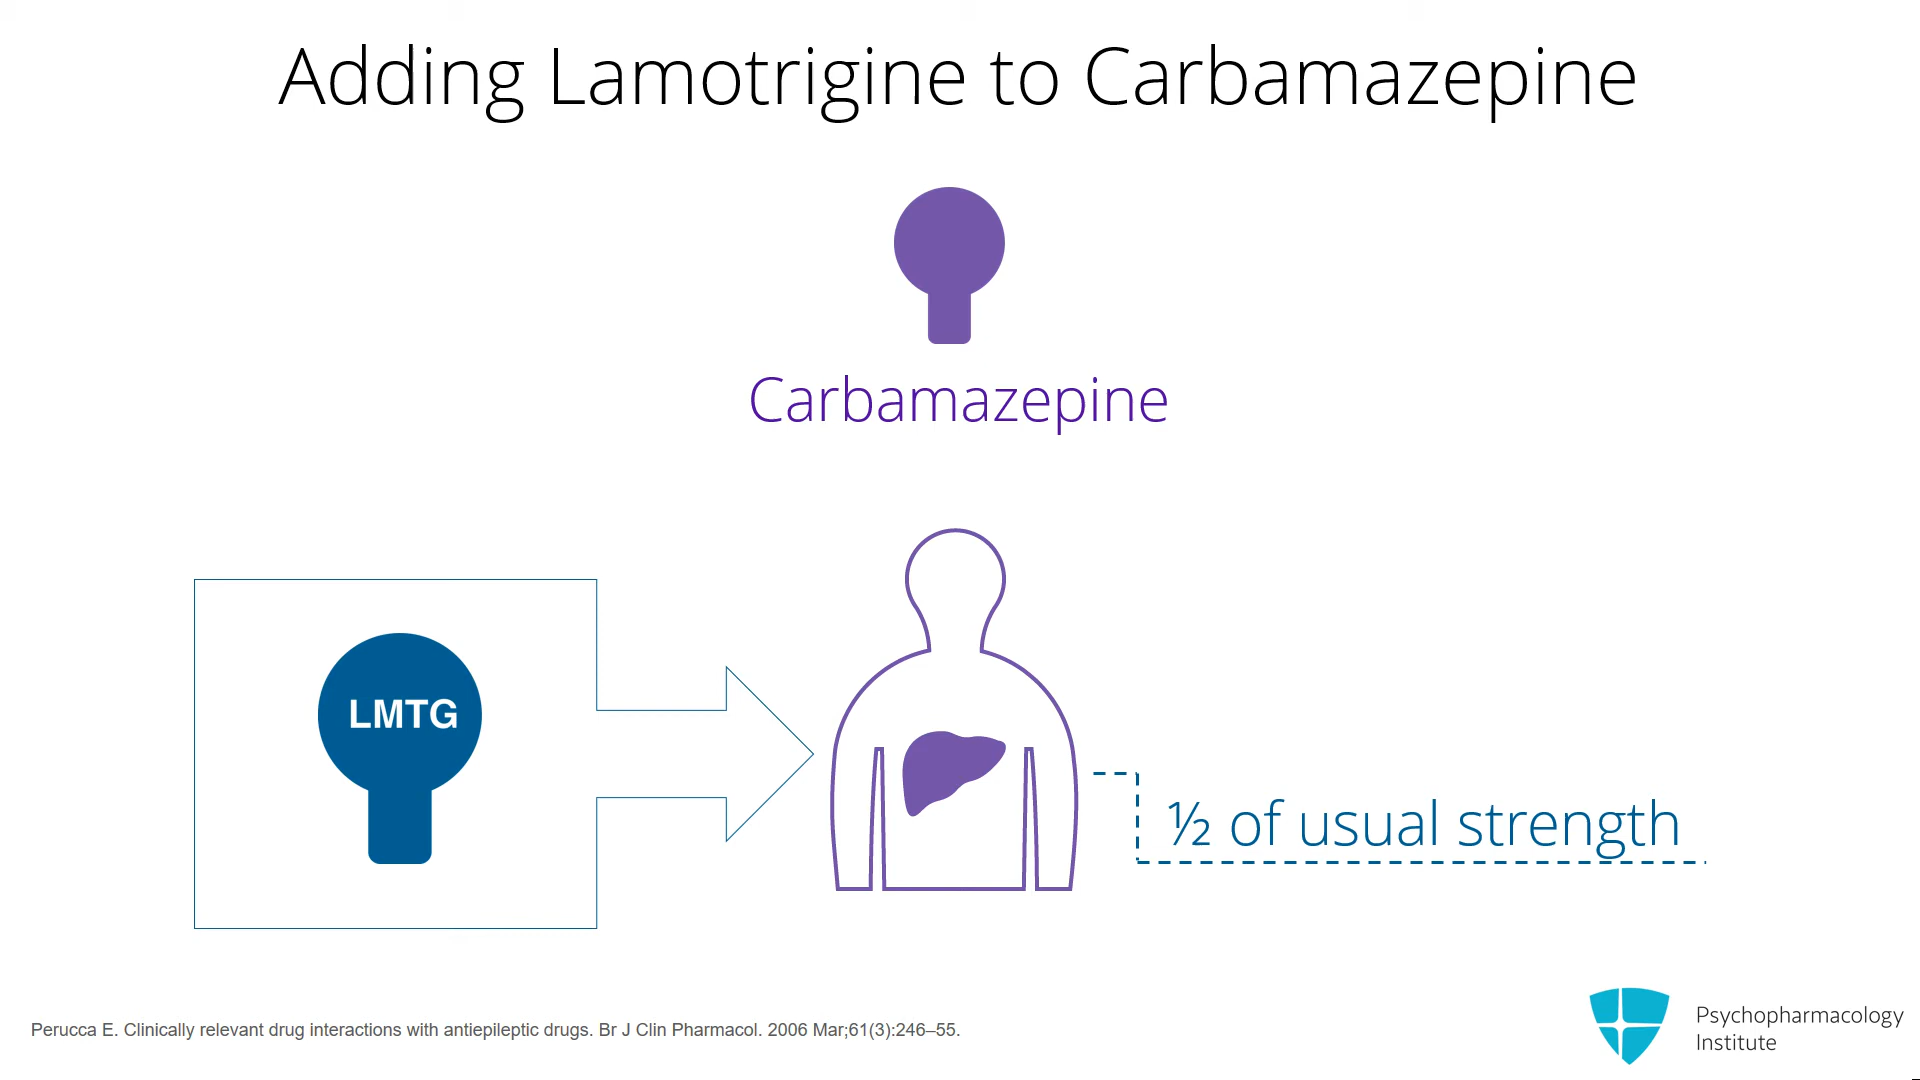 Adding Lamotrigine to Carbamazepine
Carbamazepine
LMTG
½ of usual strength
Perucca E. Clinically relevant drug interactions with antiepileptic drugs. Br J Clin Pharmacol. 2006 Mar;61(3):246–55.
Psychopharmacology
Institute